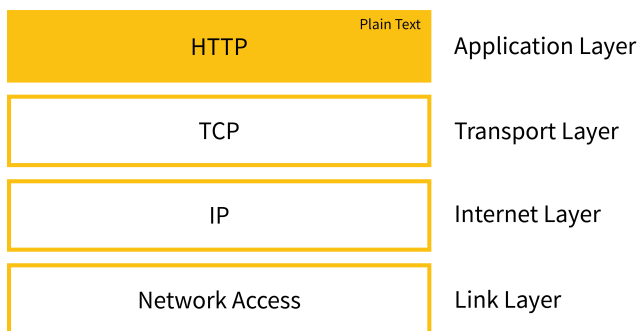 Plain Text
HTTP Application Layer
TCP Transport Layer
IP Internet Layer
Network Access Link Layer